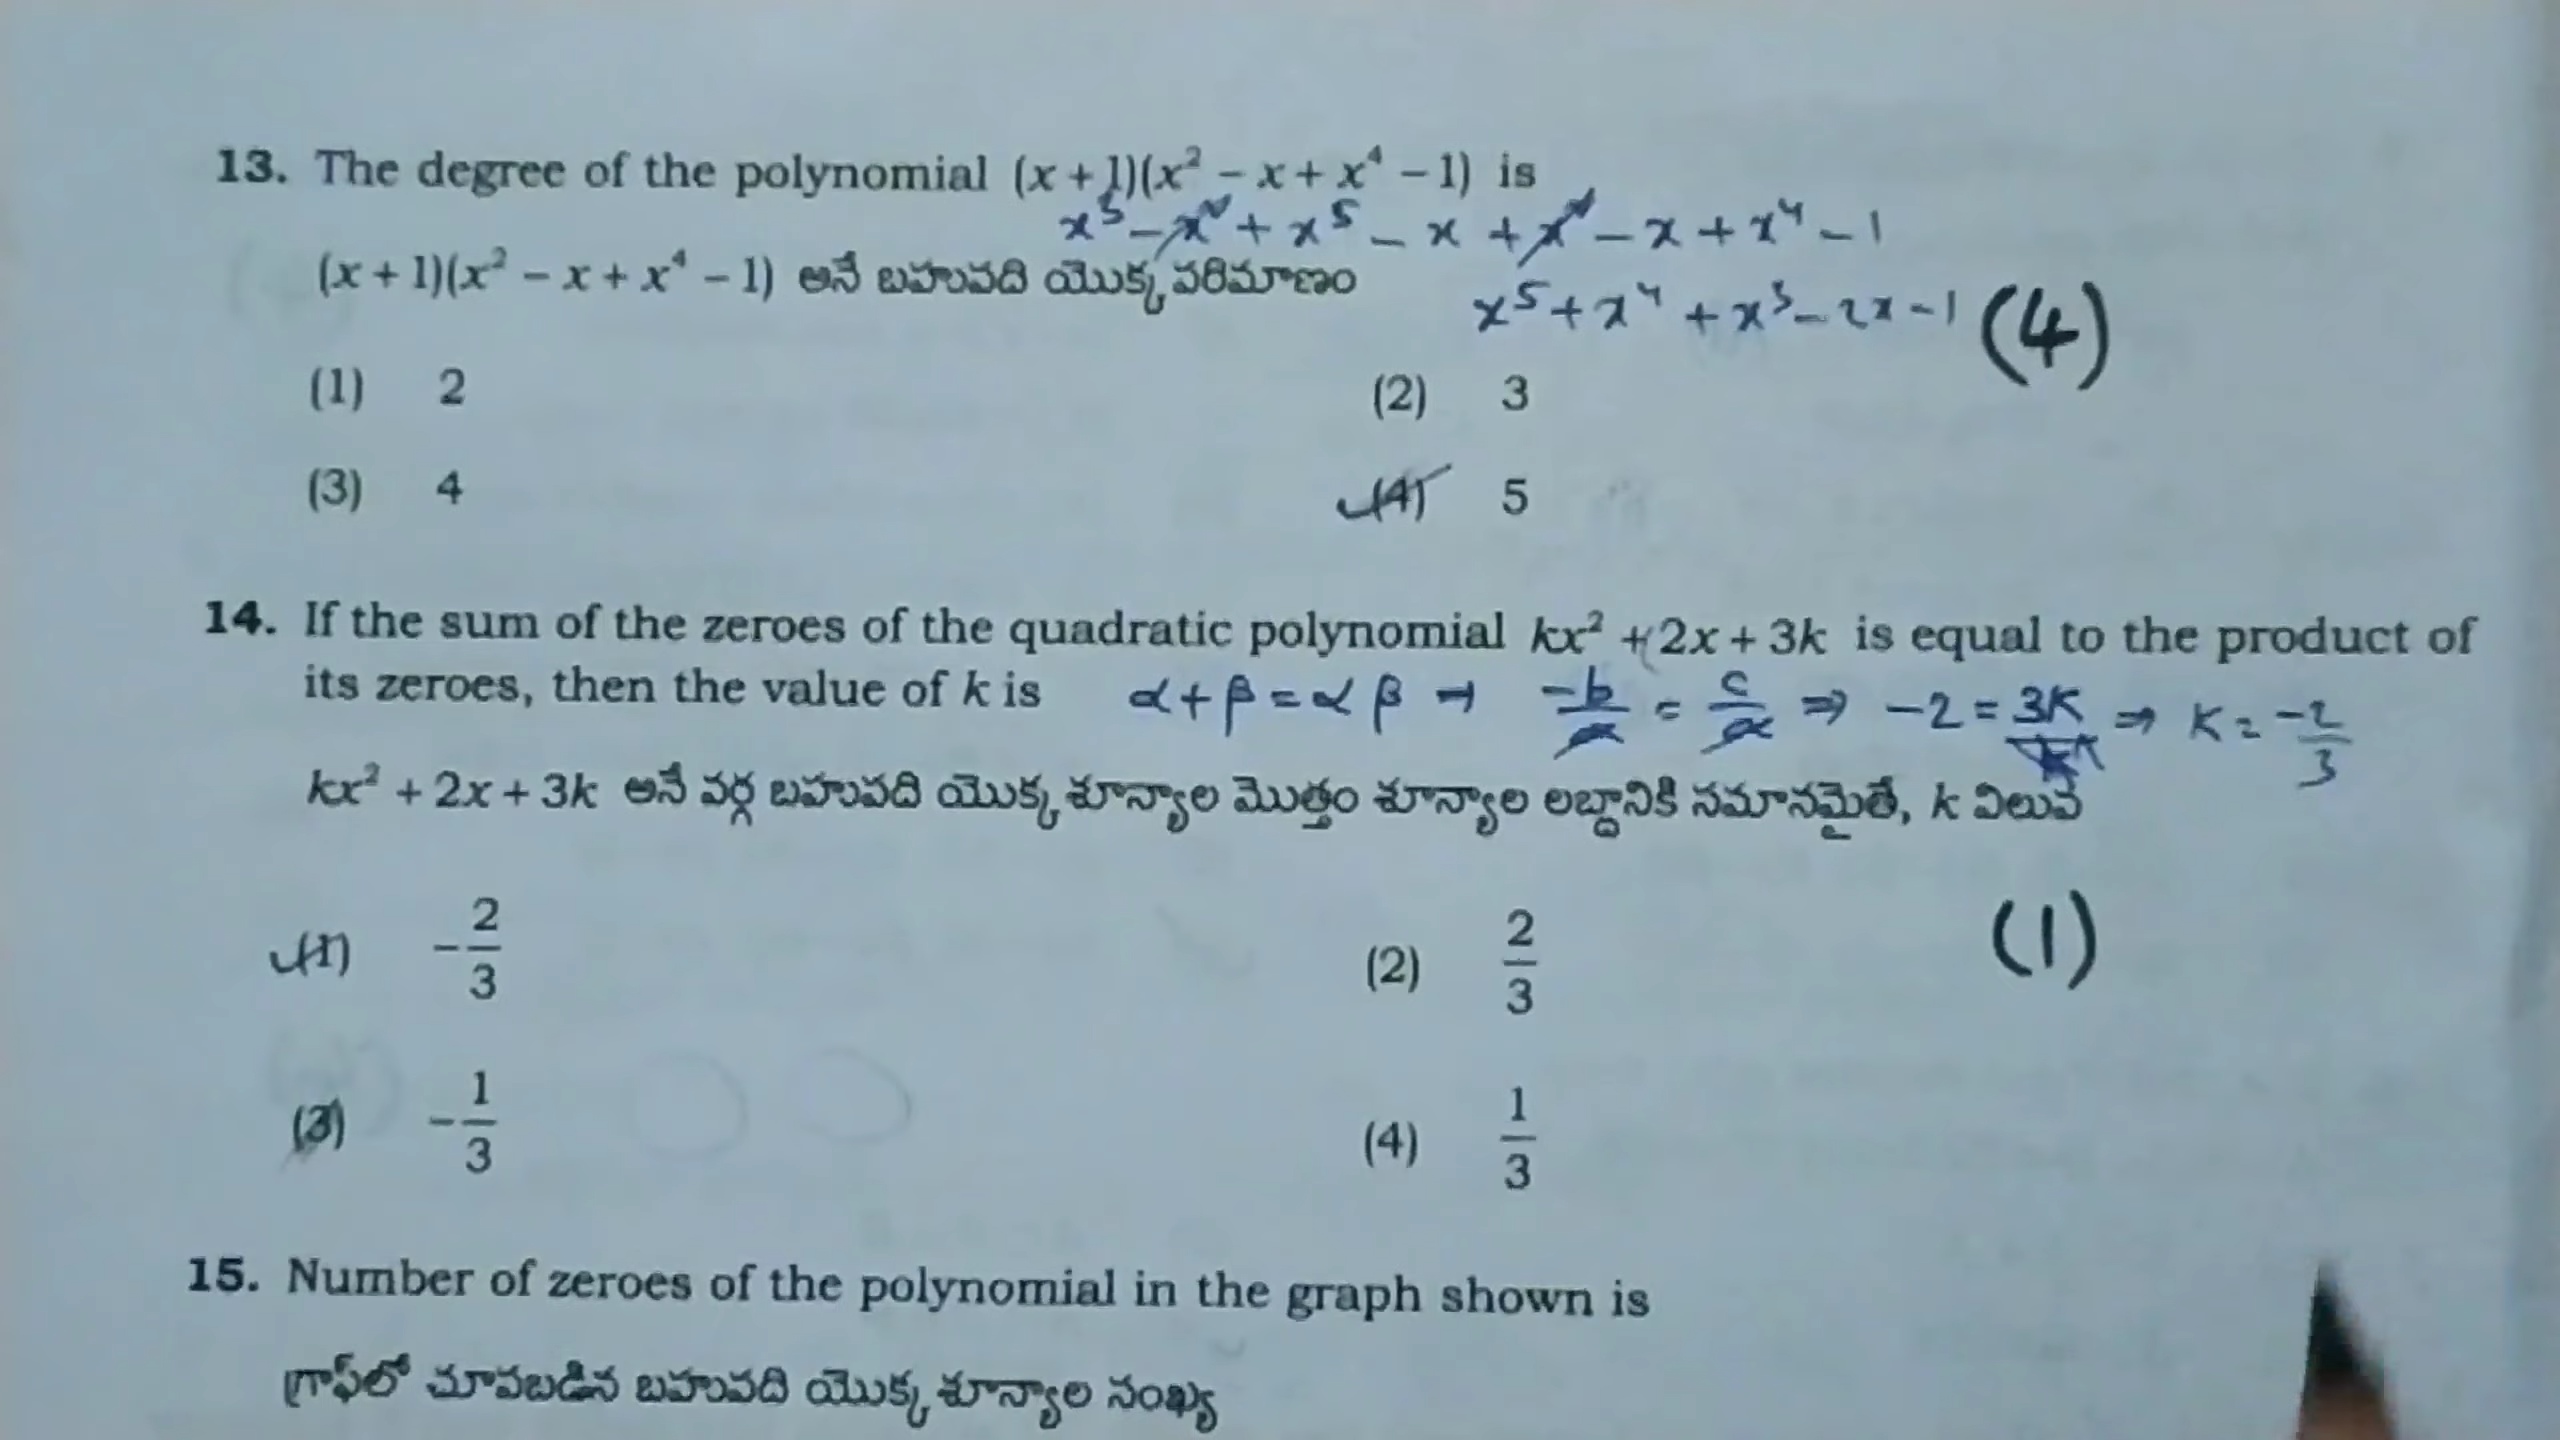 13. The degree of the polynomial (x + 1)(x² – x + x⁴ – 1) is
x³ – x² + x⁵ – x + x² – x + x⁴ – 1
(x + 1)(x² – x + x⁴ – 1) అనే బహుపది యొక్క పరిమాణం
x⁵ + x⁴ + x³ – 2x – 1 (4)
(1) 2 (2) 3
(3) 4 (4) 5
14. If the sum of the zeroes of the quadratic polynomial kx² + 2x + 3k is equal to the product of
its zeroes, then the value of k is α + β = α β ⇒ -b/a = c/a ⇒ -2 = 3K/K ⇒ K = -2/3
kx² + 2x + 3k అనే వర్గ బహుపది యొక్క శూన్యాల మొత్తం శూన్యాల లబ్దానికి సమానమైతే, k విలువ
(1) –2/3 (2) 2/3 (1)
(3) –1/3 (4) 1/3
15. Number of zeroes of the polynomial in the graph shown is
గ్రాఫ్‌లో చూపబడిన బహుపది యొక్క శూన్యాల సంఖ్య